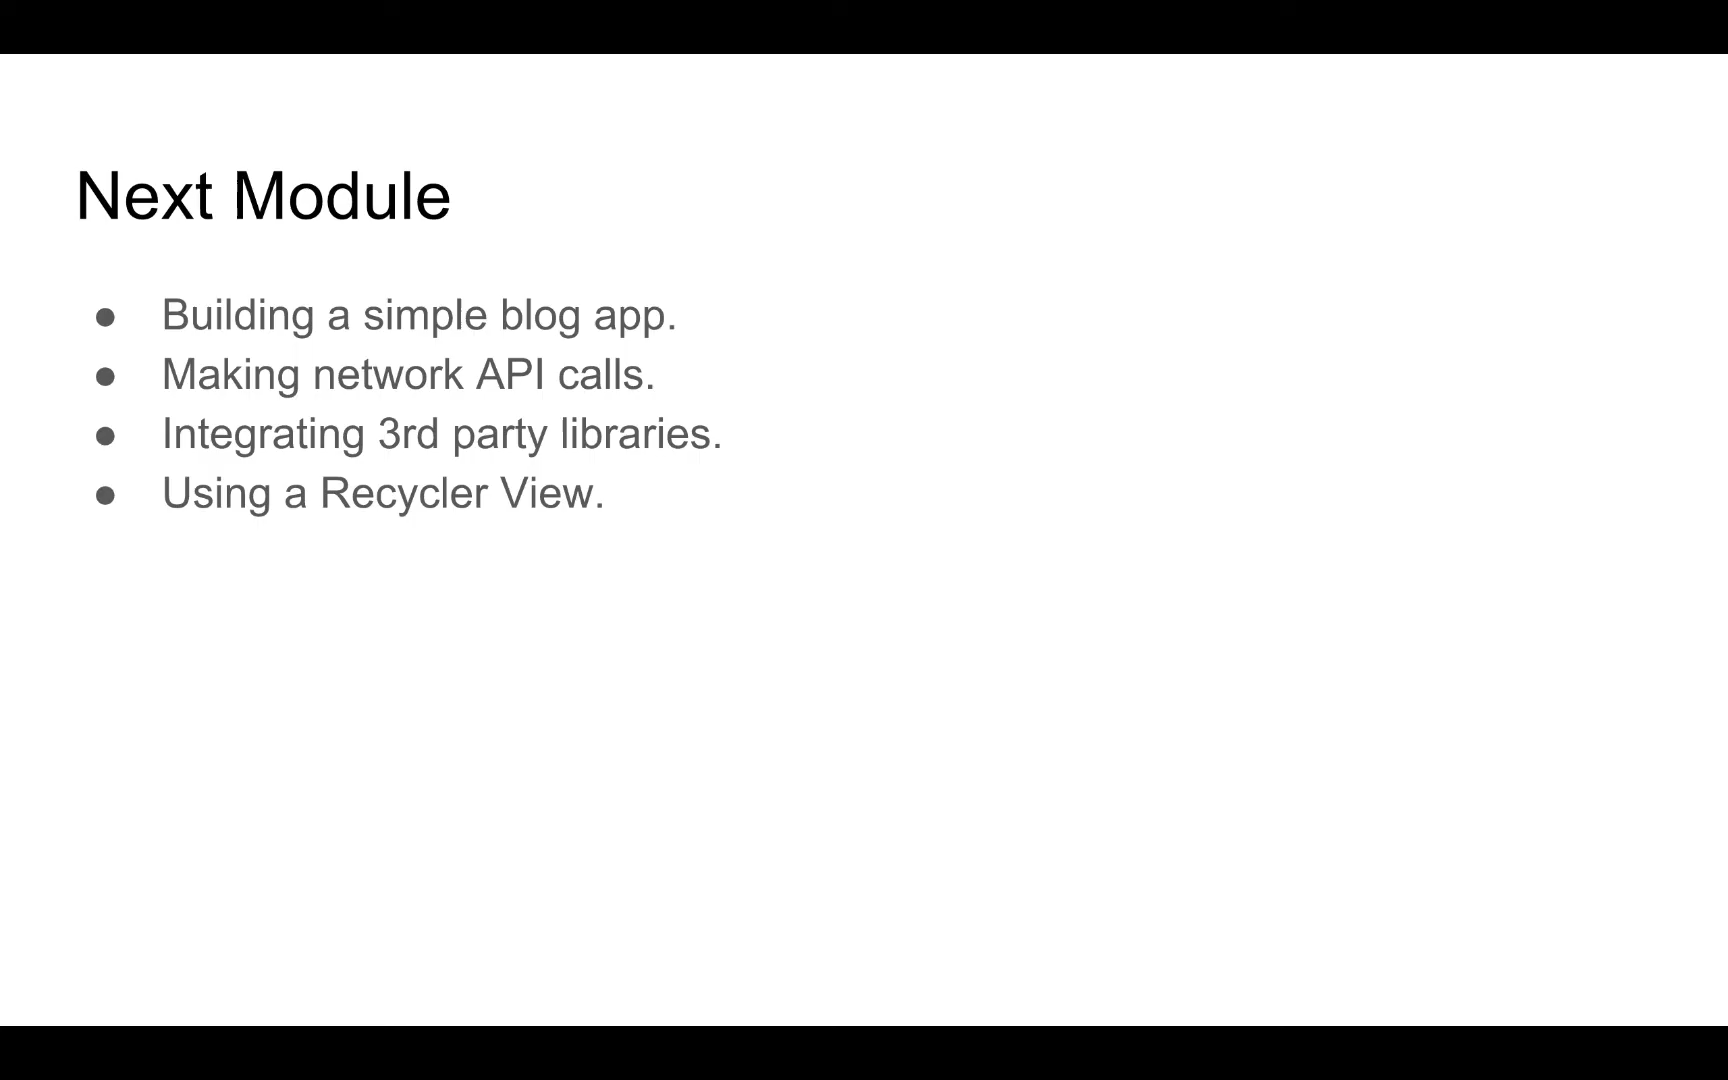 Next Module
● Building a simple blog app.
● Making network API calls.
● Integrating 3rd party libraries.
● Using a Recycler View.